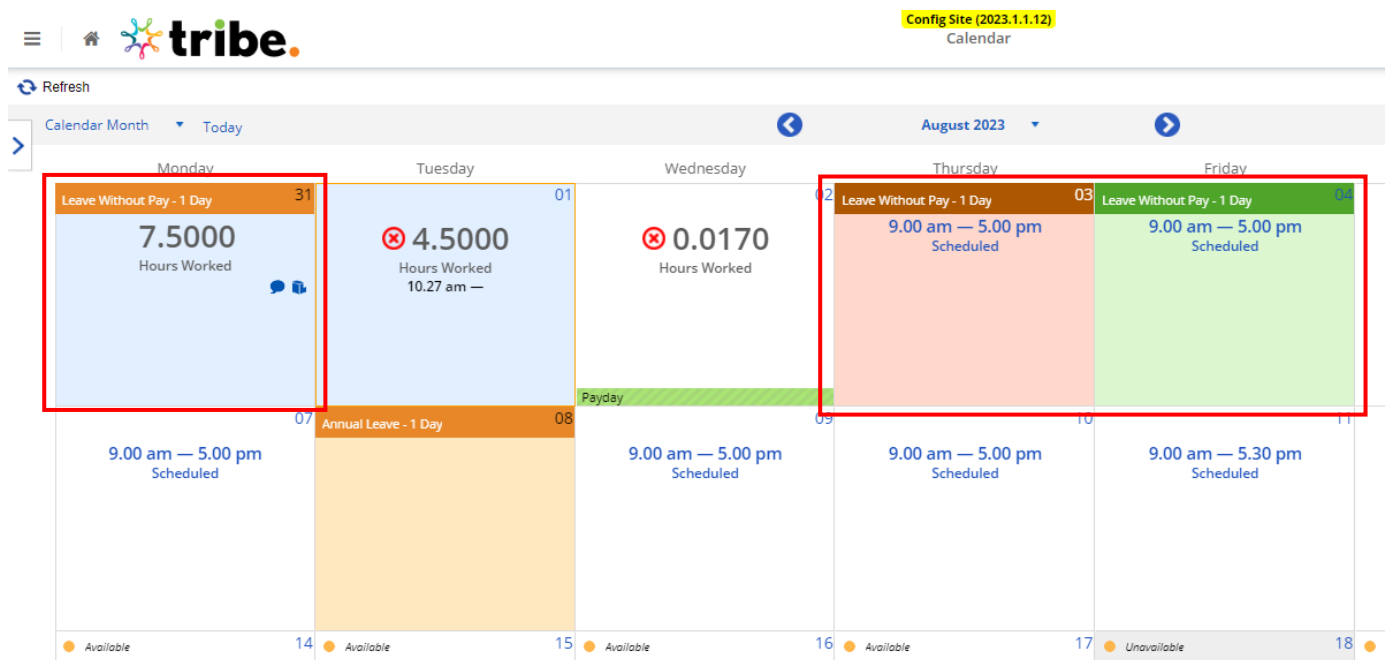 tribe.
Config Site (2023.1.1.12)
Calendar
Refresh
Calendar Month Today August 2023
Monday Tuesday Wednesday Thursday Friday
Leave Without Pay - 1 Day 31
7.5000
Hours Worked
01
4.5000
Hours Worked
10.27 am —
02
0.0170
Hours Worked
Payday
Leave Without Pay - 1 Day 03
9.00 am — 5.00 pm
Scheduled
Leave Without Pay - 1 Day 04
9.00 am — 5.00 pm
Scheduled
07
9.00 am — 5.00 pm
Scheduled
Annual Leave - 1 Day 08
09
9.00 am — 5.00 pm
Scheduled
10
9.00 am — 5.00 pm
Scheduled
11
9.00 am — 5.30 pm
Scheduled
Available 14
Available 15
Available 16
Available 17
Unavailable 18